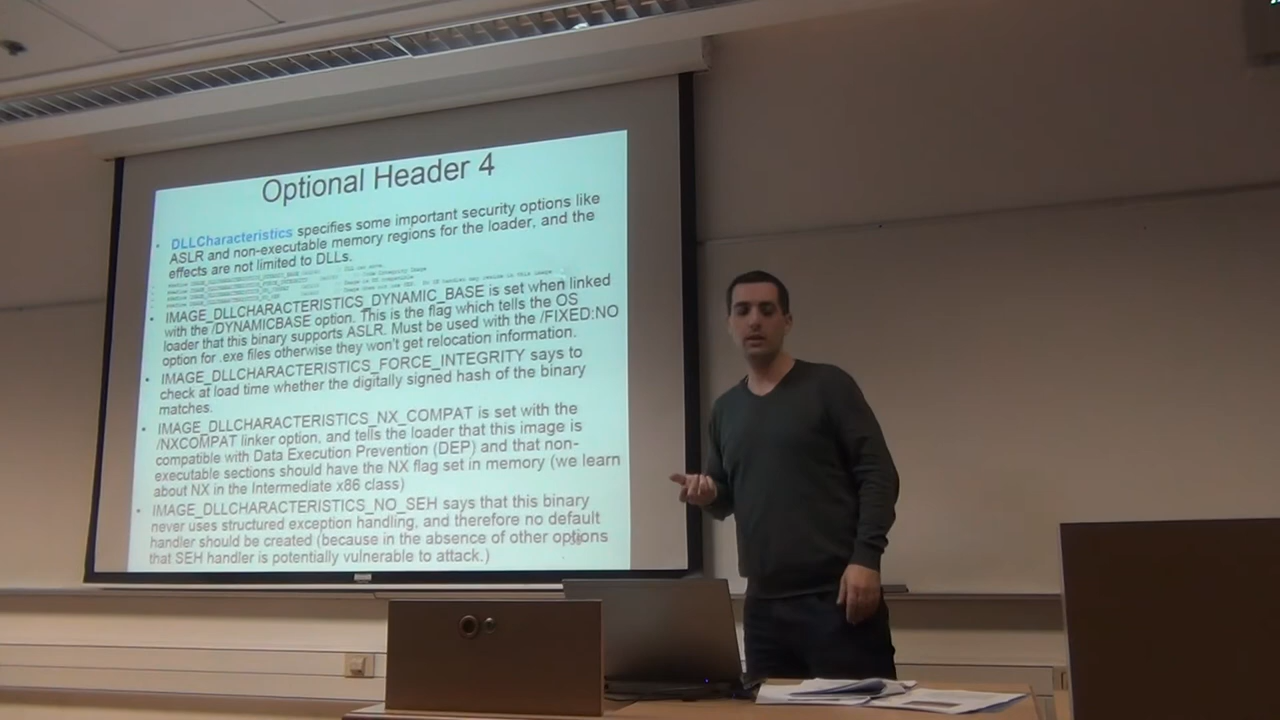 Optional Header 4
DLLCharacteristics specifies some important security options like
ASLR and non-executable memory regions for the loader, and the
effects are not limited to DLLs.
IMAGE_DLLCHARACTERISTICS_DYNAMIC_BASE is set when linked
with the /DYNAMICBASE option. This is the flag which tells the OS
loader that this binary supports ASLR. Must be used with the /FIXED:NO
option for .exe files otherwise they won't get relocation information.
IMAGE_DLLCHARACTERISTICS_FORCE_INTEGRITY says to
check at load time whether the digitally signed hash of the binary
matches.
IMAGE_DLLCHARACTERISTICS_NX_COMPAT is set with the
/NXCOMPAT linker option, and tells the loader that this image is
compatible with Data Execution Prevention (DEP) and that non-
executable sections should have the NX flag set in memory (we learn
about NX in the Intermediate x86 class)
IMAGE_DLLCHARACTERISTICS_NO_SEH says that this binary
never uses structured exception handling, and therefore no default
handler should be created (because in the absence of other options
that SEH handler is potentially vulnerable to attack.)